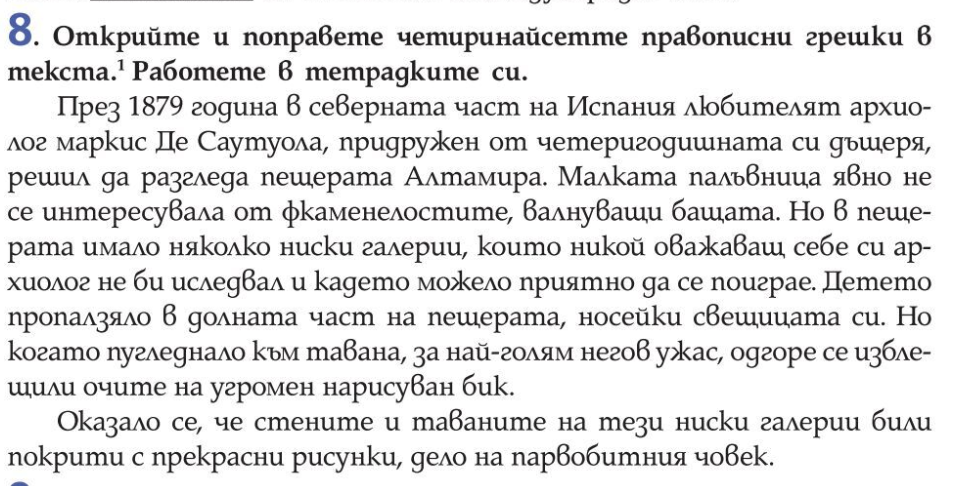 8. Открийте и поправете четиринайсетте правописни грешки в
текста.¹ Работете в тетрадките си.
През 1879 година в северната част на Испания любителят архио-
лог маркис Де Саутуола, придружен от четеригодишната си дъщеря,
решил да разгледа пещерата Алтамира. Малката палъвница явно не
се интересувала от фкаменелостите, валнуващи бащата. Но в пеще-
рата имало няколко ниски галерии, които никой оважаващ себе си ар-
хиолог не би иследвал и кадето можело приятно да се поиграе. Детето
пропалзяло в долната част на пещерата, носейки свещицата си. Но
когато пугледнало към тавана, за най-голям негов ужас, одгоре се избле-
щили очите на угромен нарисуван бик.
Оказало се, че стените и таваните на тези ниски галерии били
покрити с прекрасни рисунки, дело на парвобитния човек.